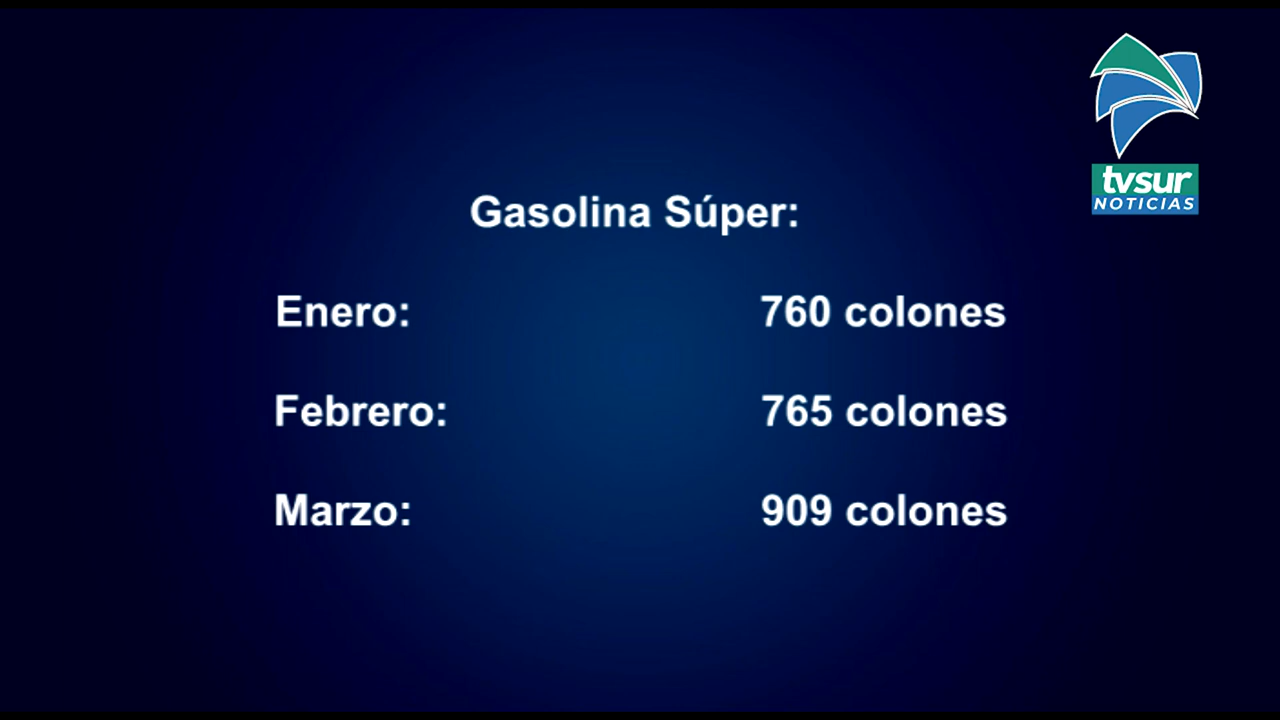 tvsur
NOTICIAS
Gasolina Súper:
Enero: 760 colones
Febrero: 765 colones
Marzo: 909 colones